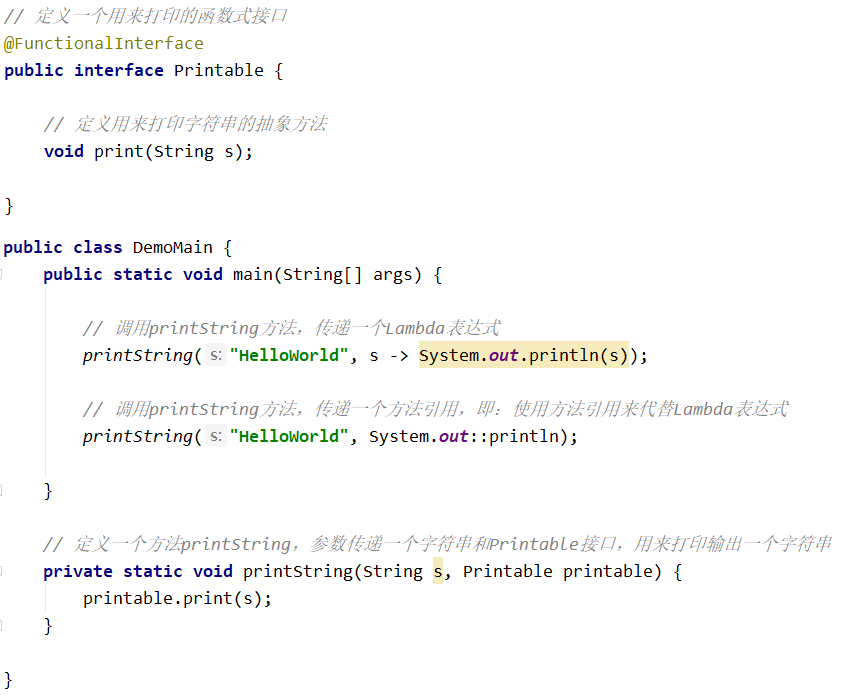 // 定义一个用来打印的函数式接口
@FunctionalInterface
public interface Printable {
// 定义用来打印字符串的抽象方法
void print(String s);
}
public class DemoMain {
public static void main(String[] args) {
// 调用printString方法，传递一个Lambda表达式
printString( s: "HelloWorld", s -> System.out.println(s));
// 调用printString方法，传递一个方法引用，即：使用方法引用来代替Lambda表达式
printString( s: "HelloWorld", System.out::println);
}
// 定义一个方法printString，参数传递一个字符串和Printable接口，用来打印输出一个字符串
private static void printString(String s, Printable printable) {
printable.print(s);
}
}